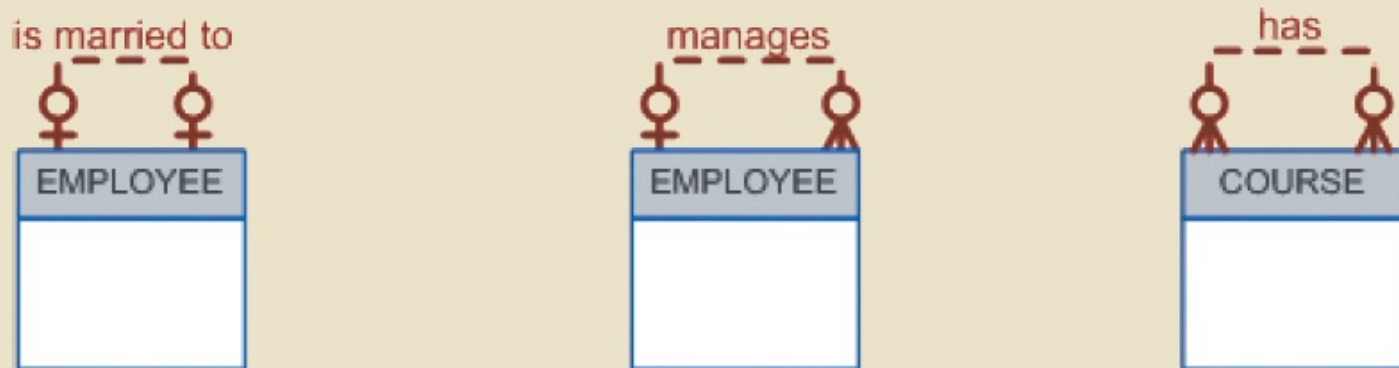 is married to
manages
has
EMPLOYEE
EMPLOYEE
COURSE